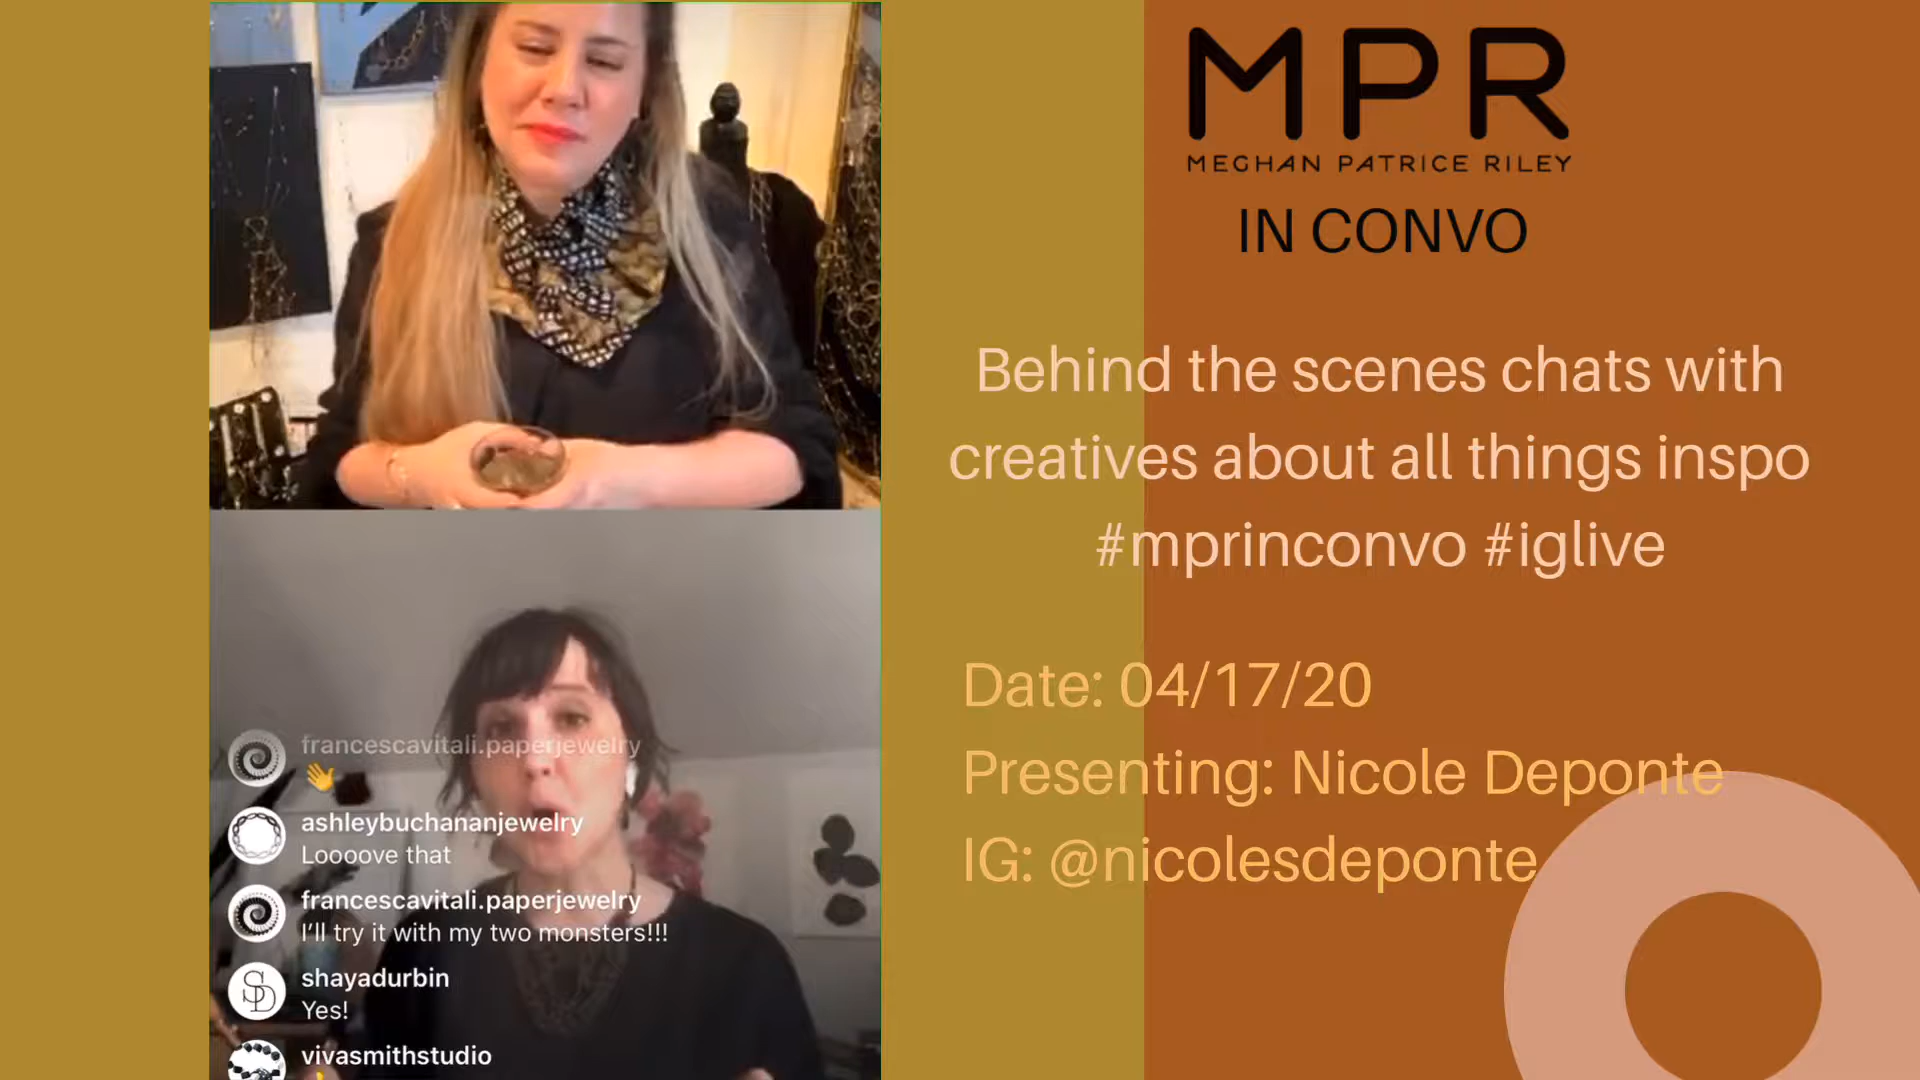 MPR
MEGHAN PATRICE RILEY
IN CONVO
Behind the scenes chats with
creatives about all things inspo
#mprinconvo #iglive
Date: 04/17/20
Presenting: Nicole Deponte
IG: @nicolesdeponte
francescavitali.paperjewelry
👋
ashleybuchananjewelry
Loooove that
francescavitali.paperjewelry
I'll try it with my two monsters!!!
shayadurbin
SD
Yes!
vivasmithstudio